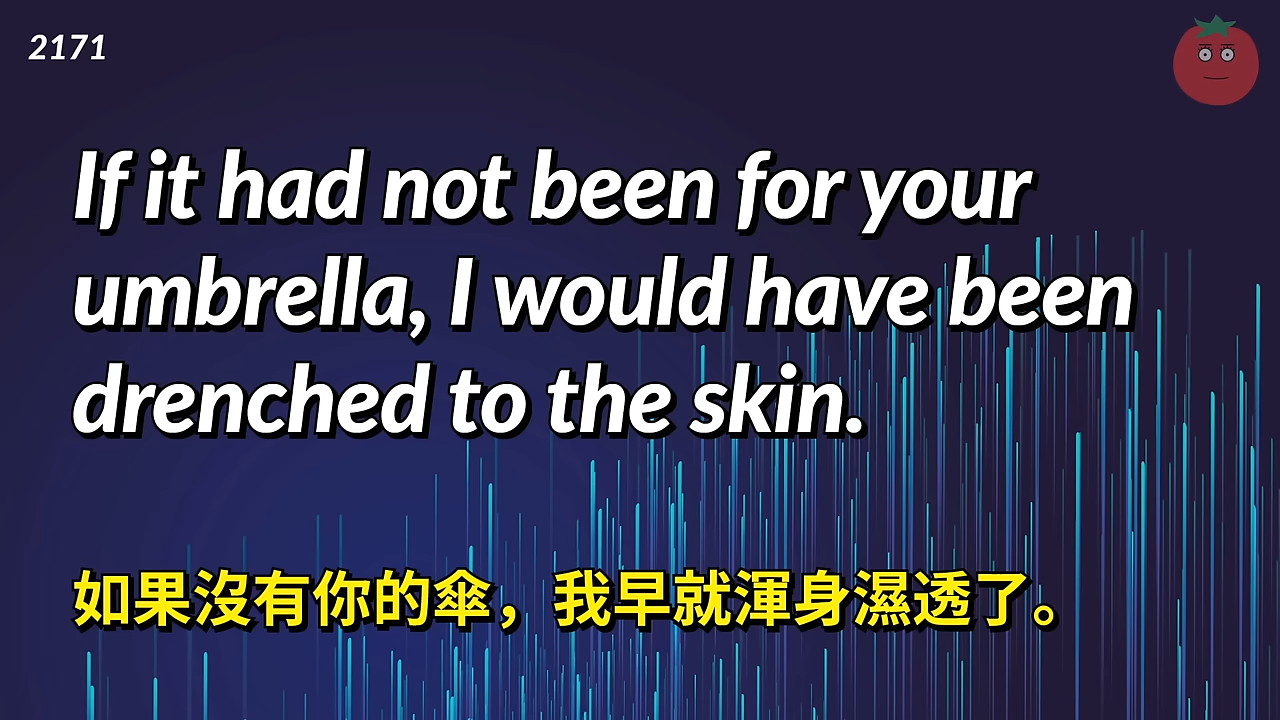 2171
If it had not been for your
umbrella, I would have been
drenched to the skin.
如果沒有你的傘，我早就渾身濕透了。